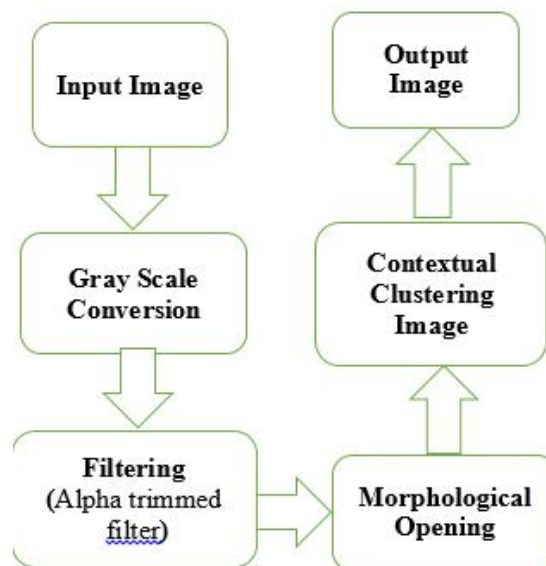 Input Image
Gray Scale
Conversion
Filtering
(Alpha trimmed
filter)
Morphological
Opening
Contextual
Clustering
Image
Output
Image